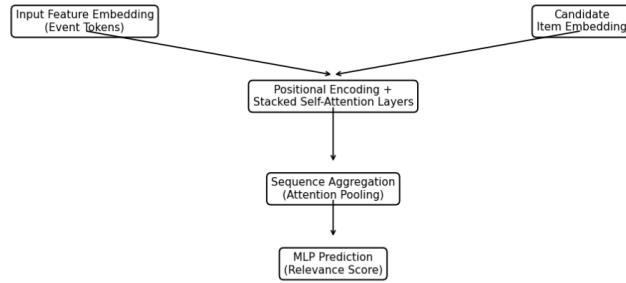 Input Feature Embedding
(Event Tokens)
Candidate
Item Embedding
Positional Encoding +
Stacked Self-Attention Layers
Sequence Aggregation
(Attention Pooling)
MLP Prediction
(Relevance Score)